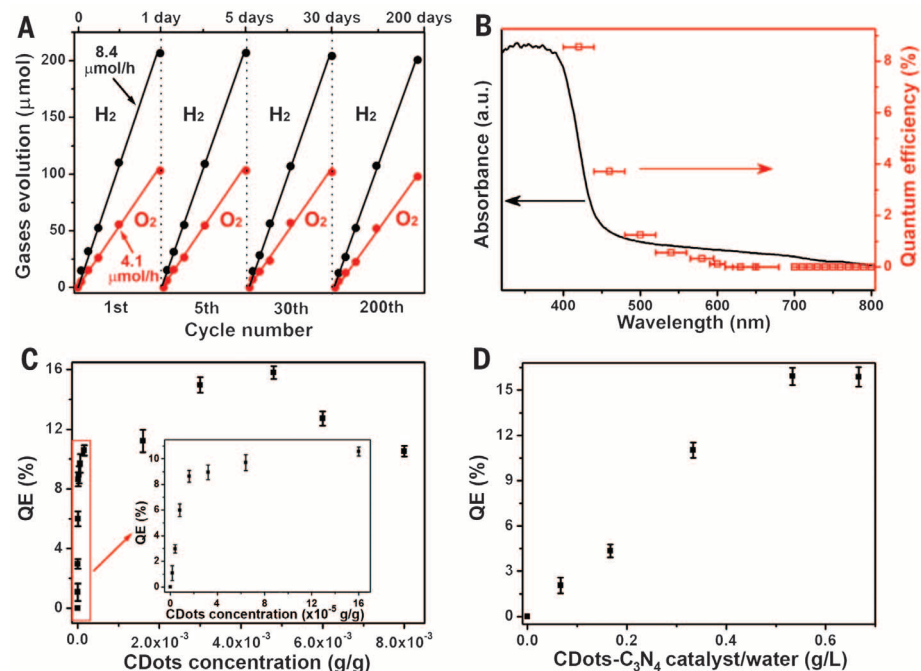 A
0 1 day 5 days 30 days 200 days
200
150
100
50
0
Gases evolution (μmol)
8.4
μmol/h
H₂ H₂ H₂ H₂
O₂ O₂ O₂ O₂
4.1
μmol/h
1st 5th 30th 200th
Cycle number
B
Absorbance (a.u.)
8
6
4
2
0
Quantum efficiency (%)
400 500 600 700 800
Wavelength (nm)
C
16
12
8
4
0
QE (%)
10
8
6
4
2
0
QE (%)
0 4 8 12 16
CDots concentration (x10⁻⁵ g/g)
0.0 2.0x10⁻³ 4.0x10⁻³ 6.0x10⁻³ 8.0x10⁻³
CDots concentration (g/g)
D
15
12
9
6
3
0
QE (%)
0.0 0.2 0.4 0.6
CDots-C₃N₄ catalyst/water (g/L)